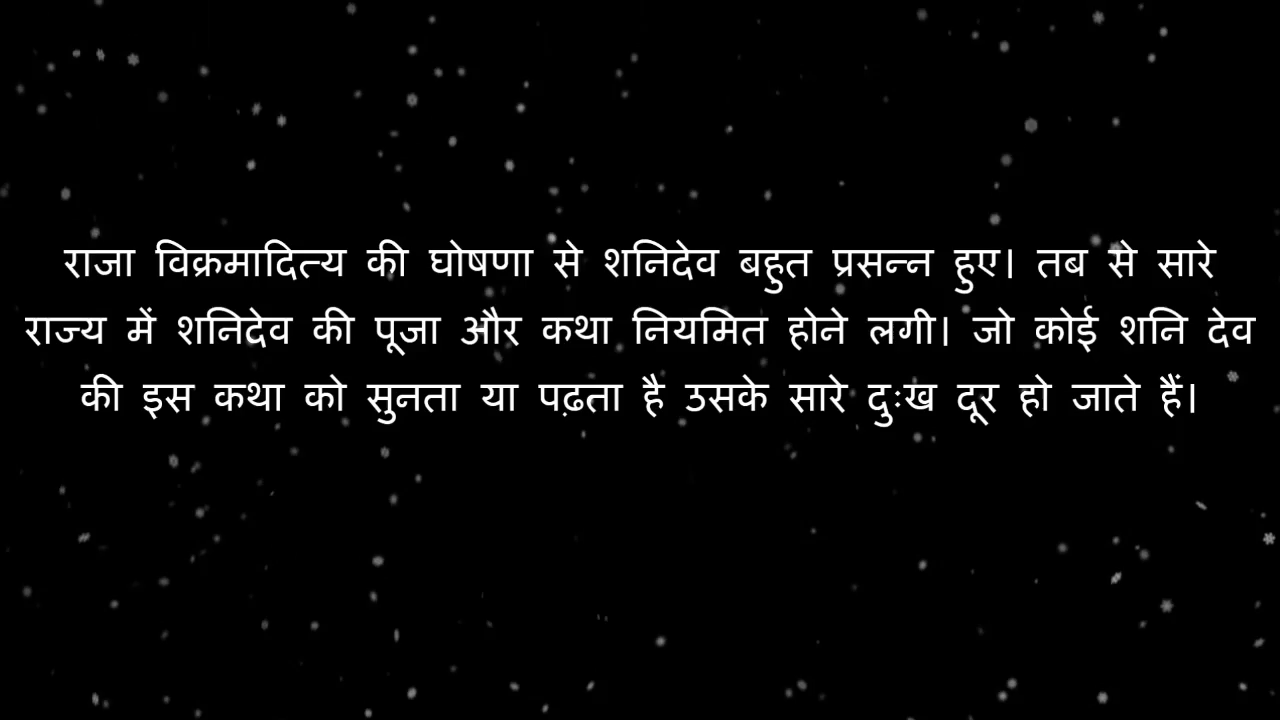 राजा विक्रमादित्य की घोषणा से शनिदेव बहुत प्रसन्न हुए। तब से सारे
राज्य में शनिदेव की पूजा और कथा नियमित होने लगी। जो कोई शनि देव
की इस कथा को सुनता या पढ़ता है उसके सारे दुःख दूर हो जाते हैं।